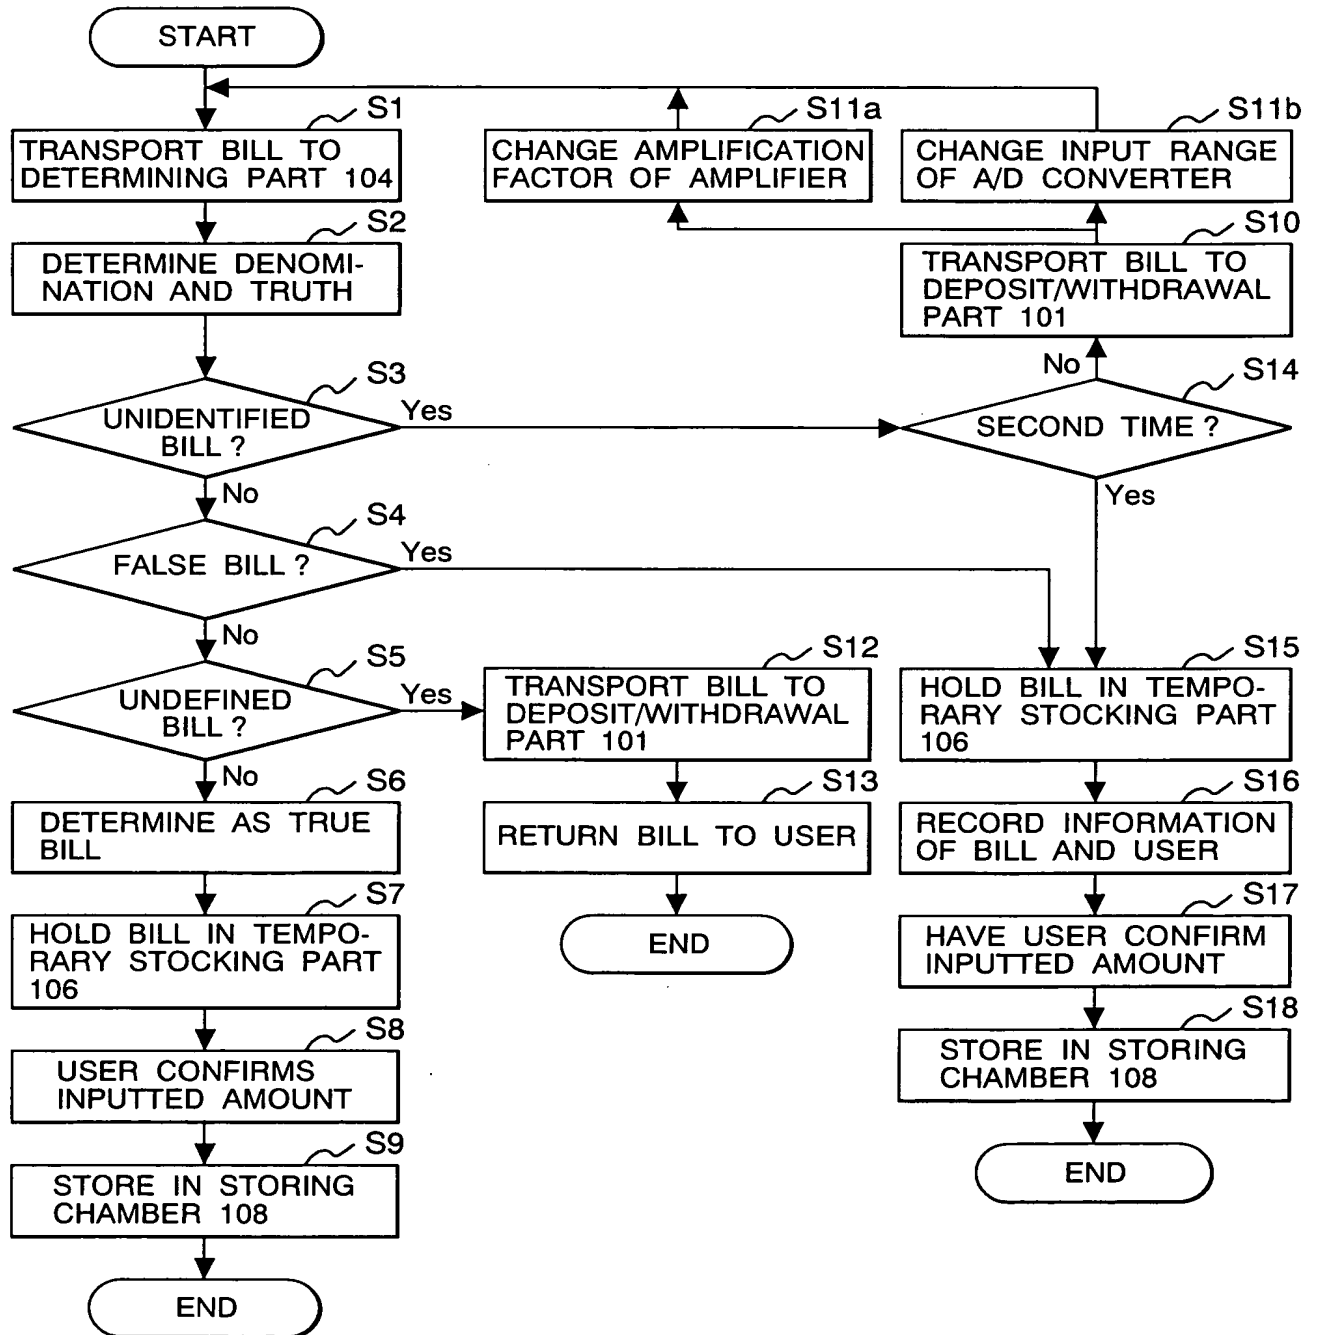 START
S1
TRANSPORT BILL TO
DETERMINING PART 104
S2
DETERMINE DENOMI-
NATION AND TRUTH
S3
UNIDENTIFIED
BILL ?
Yes
No
S4
FALSE BILL ?
Yes
No
S5
UNDEFINED
BILL ?
Yes
No
S6
DETERMINE AS TRUE
BILL
S7
HOLD BILL IN TEMPO-
RARY STOCKING PART
106
S8
USER CONFIRMS
INPUTTED AMOUNT
S9
STORE IN STORING
CHAMBER 108
END
S11a
CHANGE AMPLIFICATION
FACTOR OF AMPLIFIER
S12
TRANSPORT BILL TO
DEPOSIT/WITHDRAWAL
PART 101
S13
RETURN BILL TO USER
END
S11b
CHANGE INPUT RANGE
OF A/D CONVERTER
S10
TRANSPORT BILL TO
DEPOSIT/WITHDRAWAL
PART 101
No
S14
SECOND TIME ?
Yes
S15
HOLD BILL IN TEMPO-
RARY STOCKING PART
106
S16
RECORD INFORMATION
OF BILL AND USER
S17
HAVE USER CONFIRM
INPUTTED AMOUNT
S18
STORE IN STORING
CHAMBER 108
END